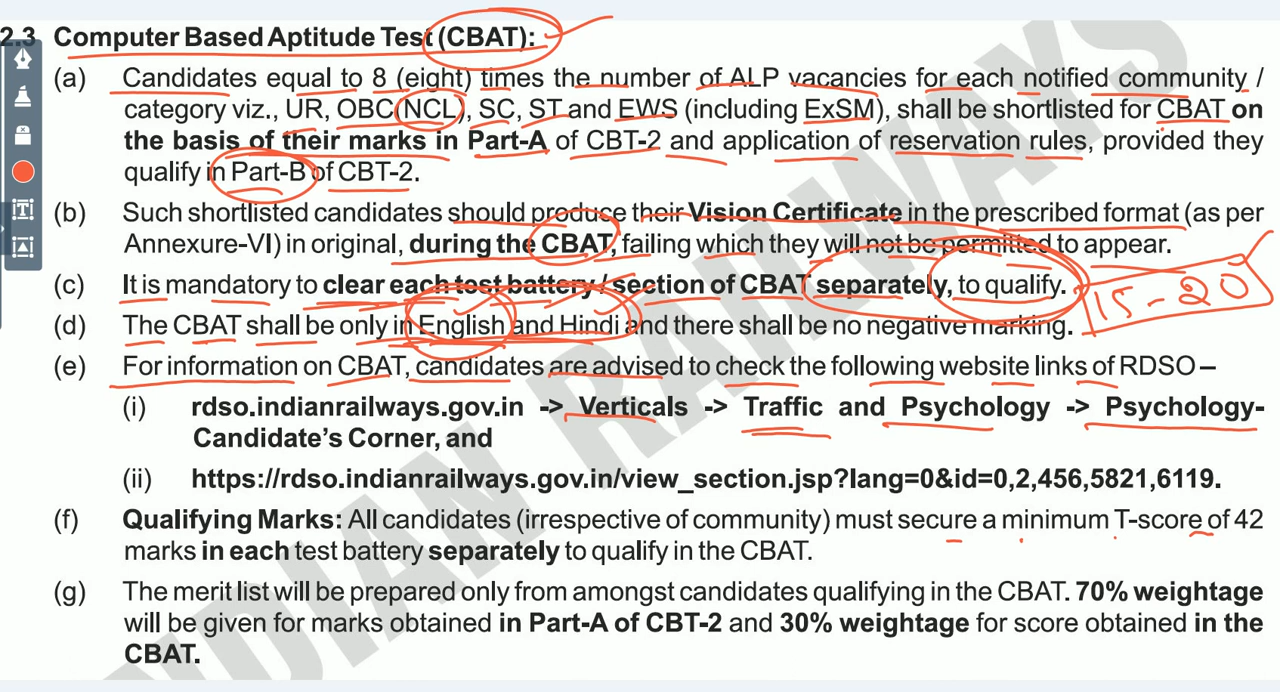 2.3 Computer Based Aptitude Test (CBAT):
(a) Candidates equal to 8 (eight) times the number of ALP vacancies for each notified community /
category viz., UR, OBC(NCL), SC, ST and EWS (including ExSM), shall be shortlisted for CBAT on
the basis of their marks in Part-A of CBT-2 and application of reservation rules, provided they
qualify in Part-B of CBT-2.
(b) Such shortlisted candidates should produce their Vision Certificate in the prescribed format (as per
Annexure-VI) in original, during the CBAT, failing which they will not be permitted to appear.
(c) It is mandatory to clear each test battery / section of CBAT separately, to qualify.
15-20
(d) The CBAT shall be only in English and Hindi and there shall be no negative marking.
(e) For information on CBAT, candidates are advised to check the following website links of RDSO –
(i) rdso.indianrailways.gov.in -> Verticals -> Traffic and Psychology -> Psychology-
Candidate's Corner, and
(ii) https://rdso.indianrailways.gov.in/view_section.jsp?lang=0&id=0,2,456,5821,6119.
(f) Qualifying Marks: All candidates (irrespective of community) must secure a minimum T-score of 42
marks in each test battery separately to qualify in the CBAT.
(g) The merit list will be prepared only from amongst candidates qualifying in the CBAT. 70% weightage
will be given for marks obtained in Part-A of CBT-2 and 30% weightage for score obtained in the
CBAT.
INDIAN RAILWAYS